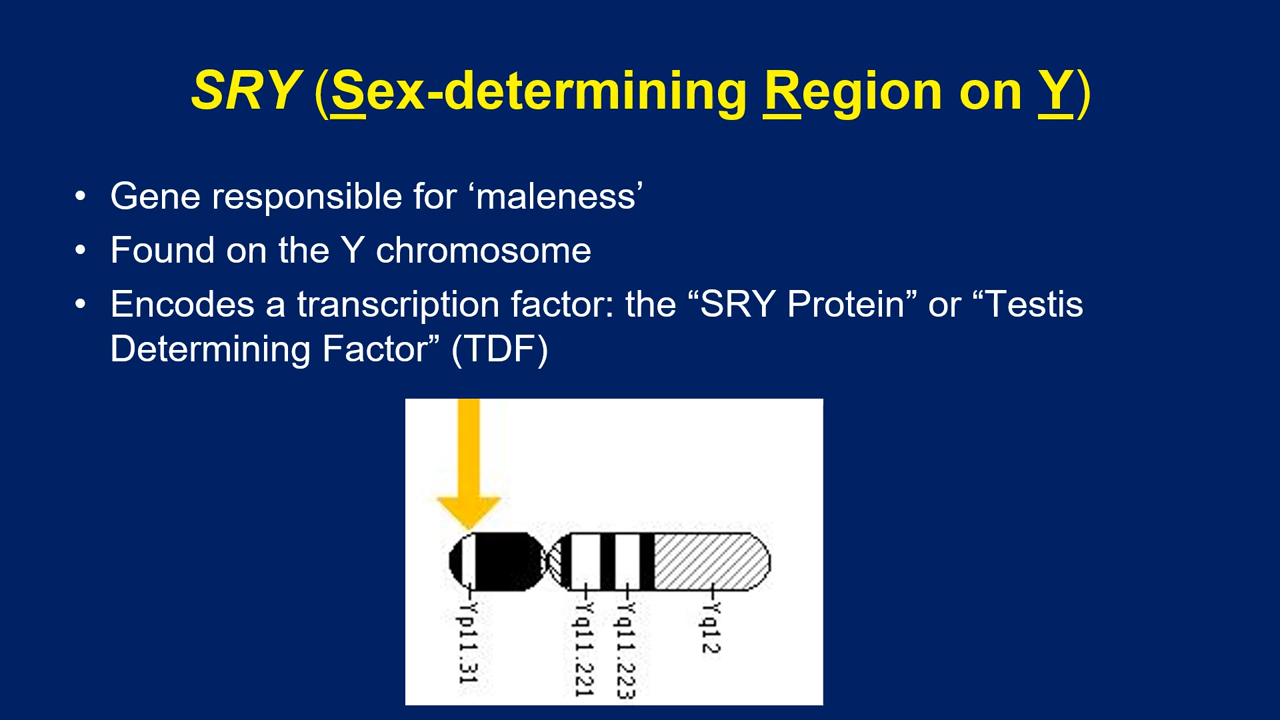 SRY (Sex-determining Region on Y)
• Gene responsible for ‘maleness’
• Found on the Y chromosome
• Encodes a transcription factor: the “SRY Protein” or “Testis
Determining Factor” (TDF)
Yp11.31
Yq11.221
Yq11.223
Yq12